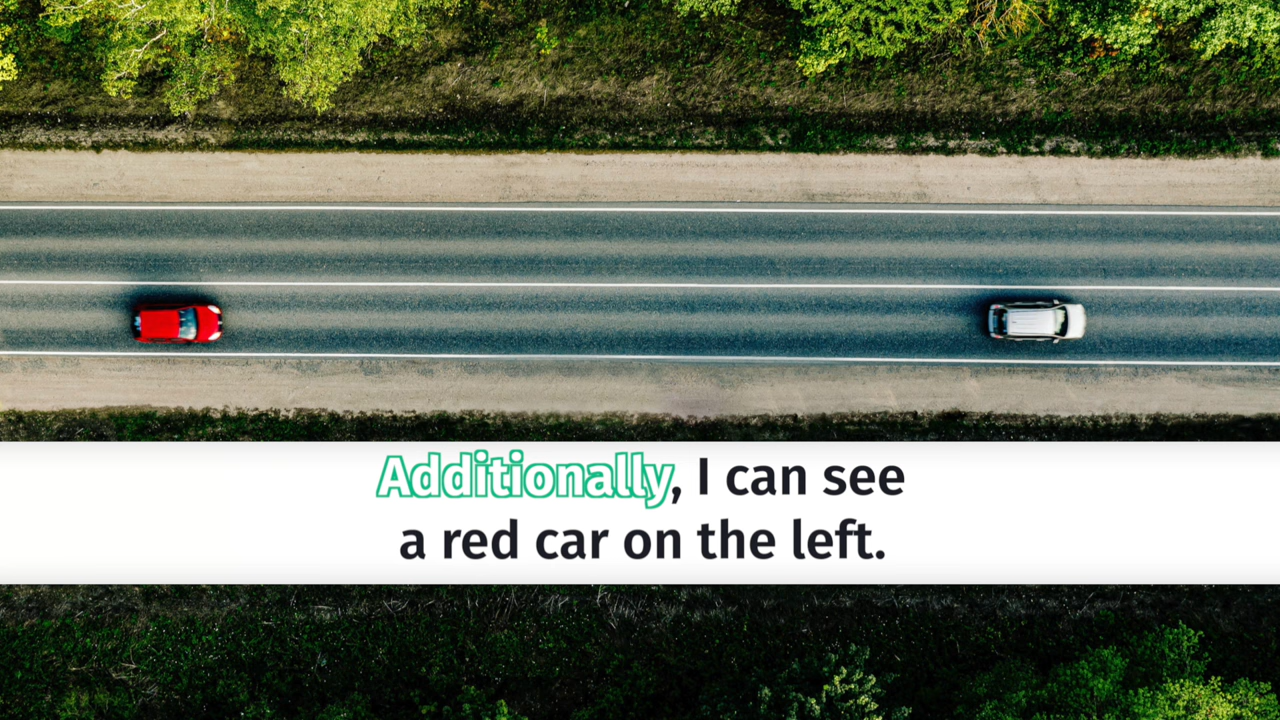 Additionally, I can see
a red car on the left.